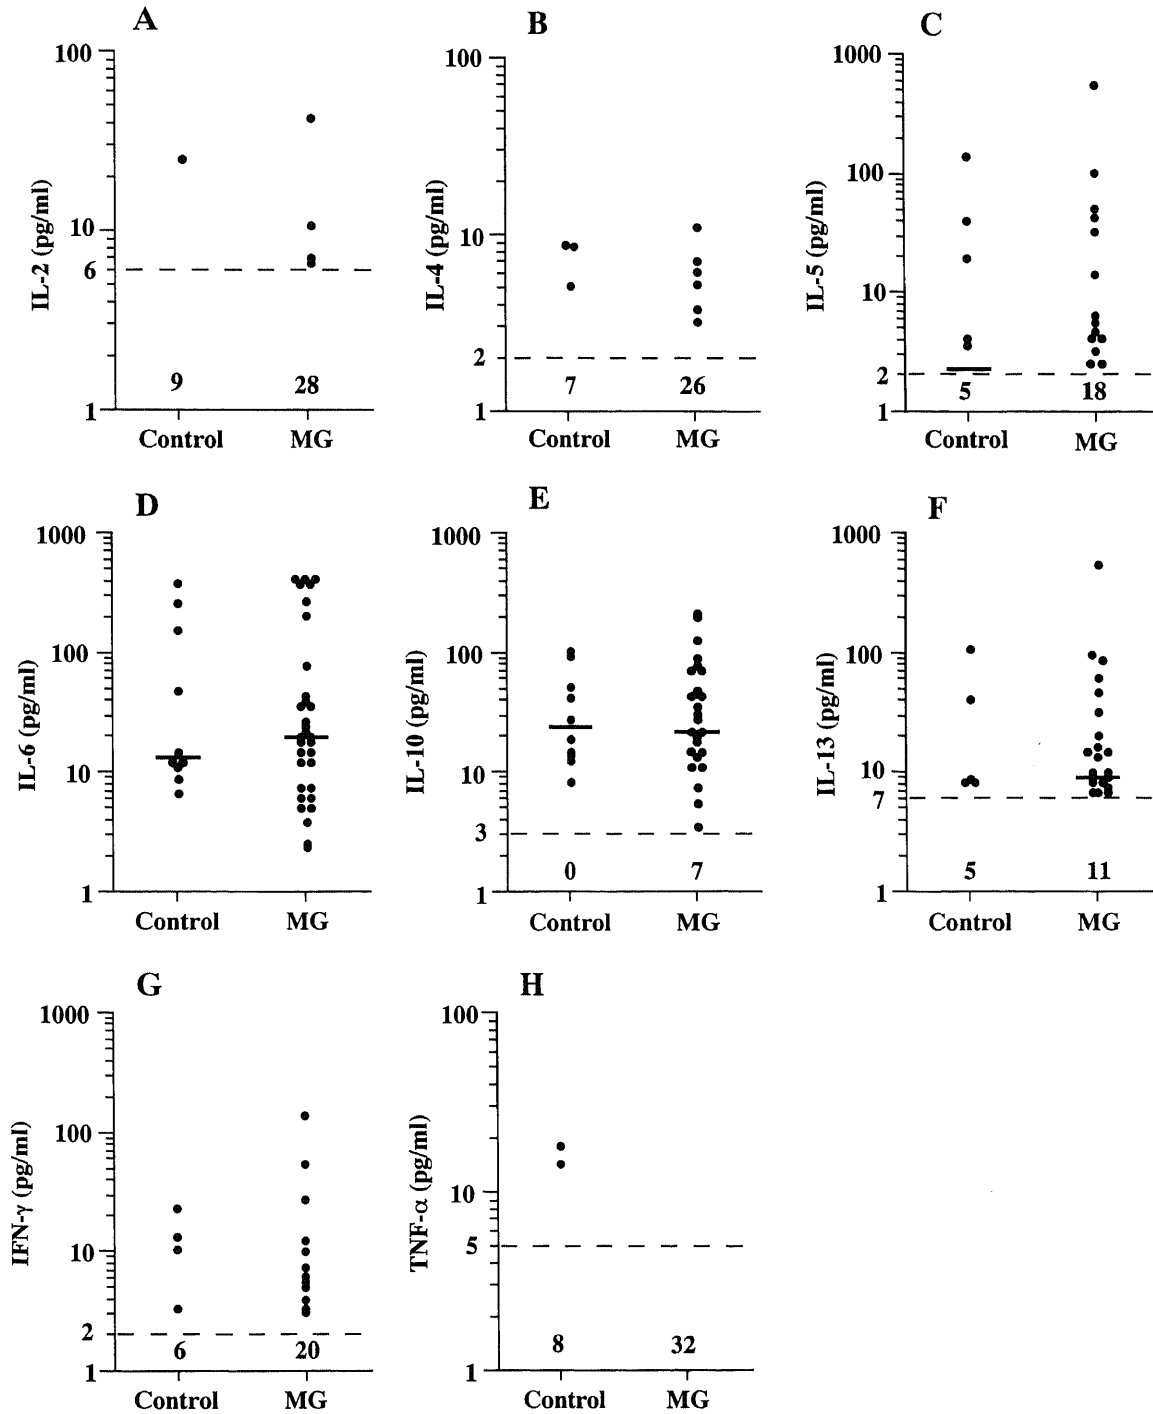 A
100
10
6
1
IL-2 (pg/ml)
9
28
Control
MG
B
100
10
2
1
IL-4 (pg/ml)
7
26
Control
MG
C
1000
100
10
2
1
IL-5 (pg/ml)
5
18
Control
MG
D
1000
100
10
1
IL-6 (pg/ml)
Control
MG
E
1000
100
10
3
1
IL-10 (pg/ml)
0
7
Control
MG
F
1000
100
10
7
1
IL-13 (pg/ml)
5
11
Control
MG
G
1000
100
10
2
1
IFN-γ (pg/ml)
6
20
Control
MG
H
100
10
5
1
TNF-α (pg/ml)
8
32
Control
MG